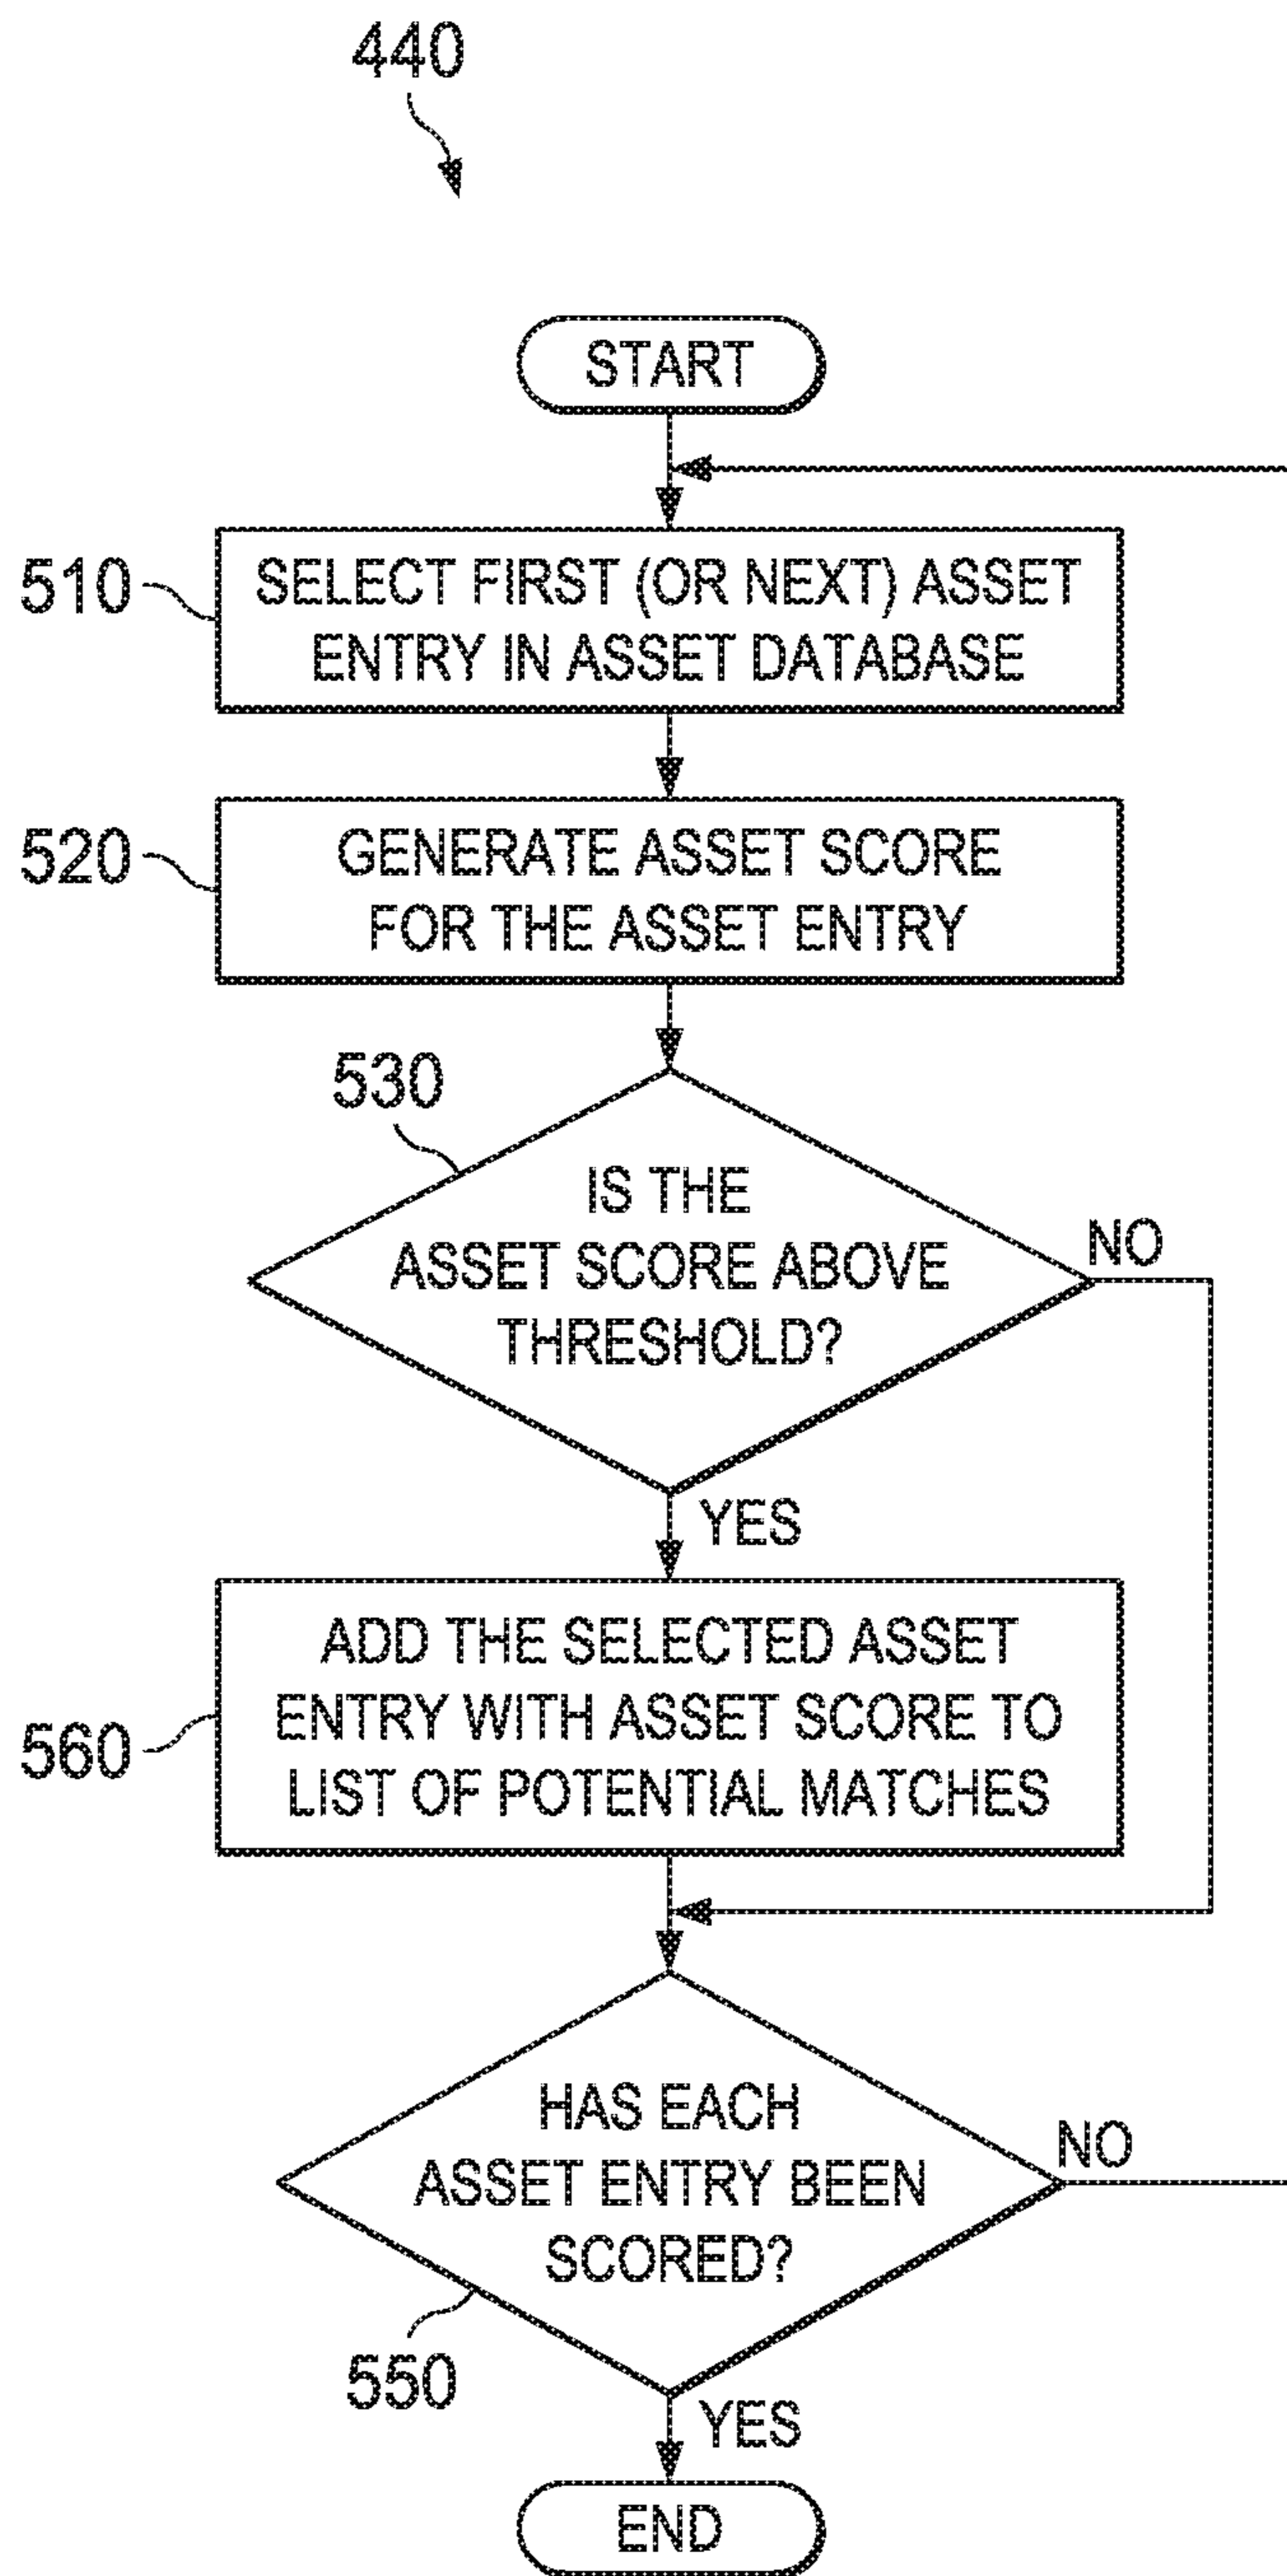 440
START
510
SELECT FIRST (OR NEXT) ASSET
ENTRY IN ASSET DATABASE
520
GENERATE ASSET SCORE
FOR THE ASSET ENTRY
530
IS THE
ASSET SCORE ABOVE
THRESHOLD?
NO
YES
560
ADD THE SELECTED ASSET
ENTRY WITH ASSET SCORE TO
LIST OF POTENTIAL MATCHES
HAS EACH
ASSET ENTRY BEEN
SCORED?
NO
550
YES
END